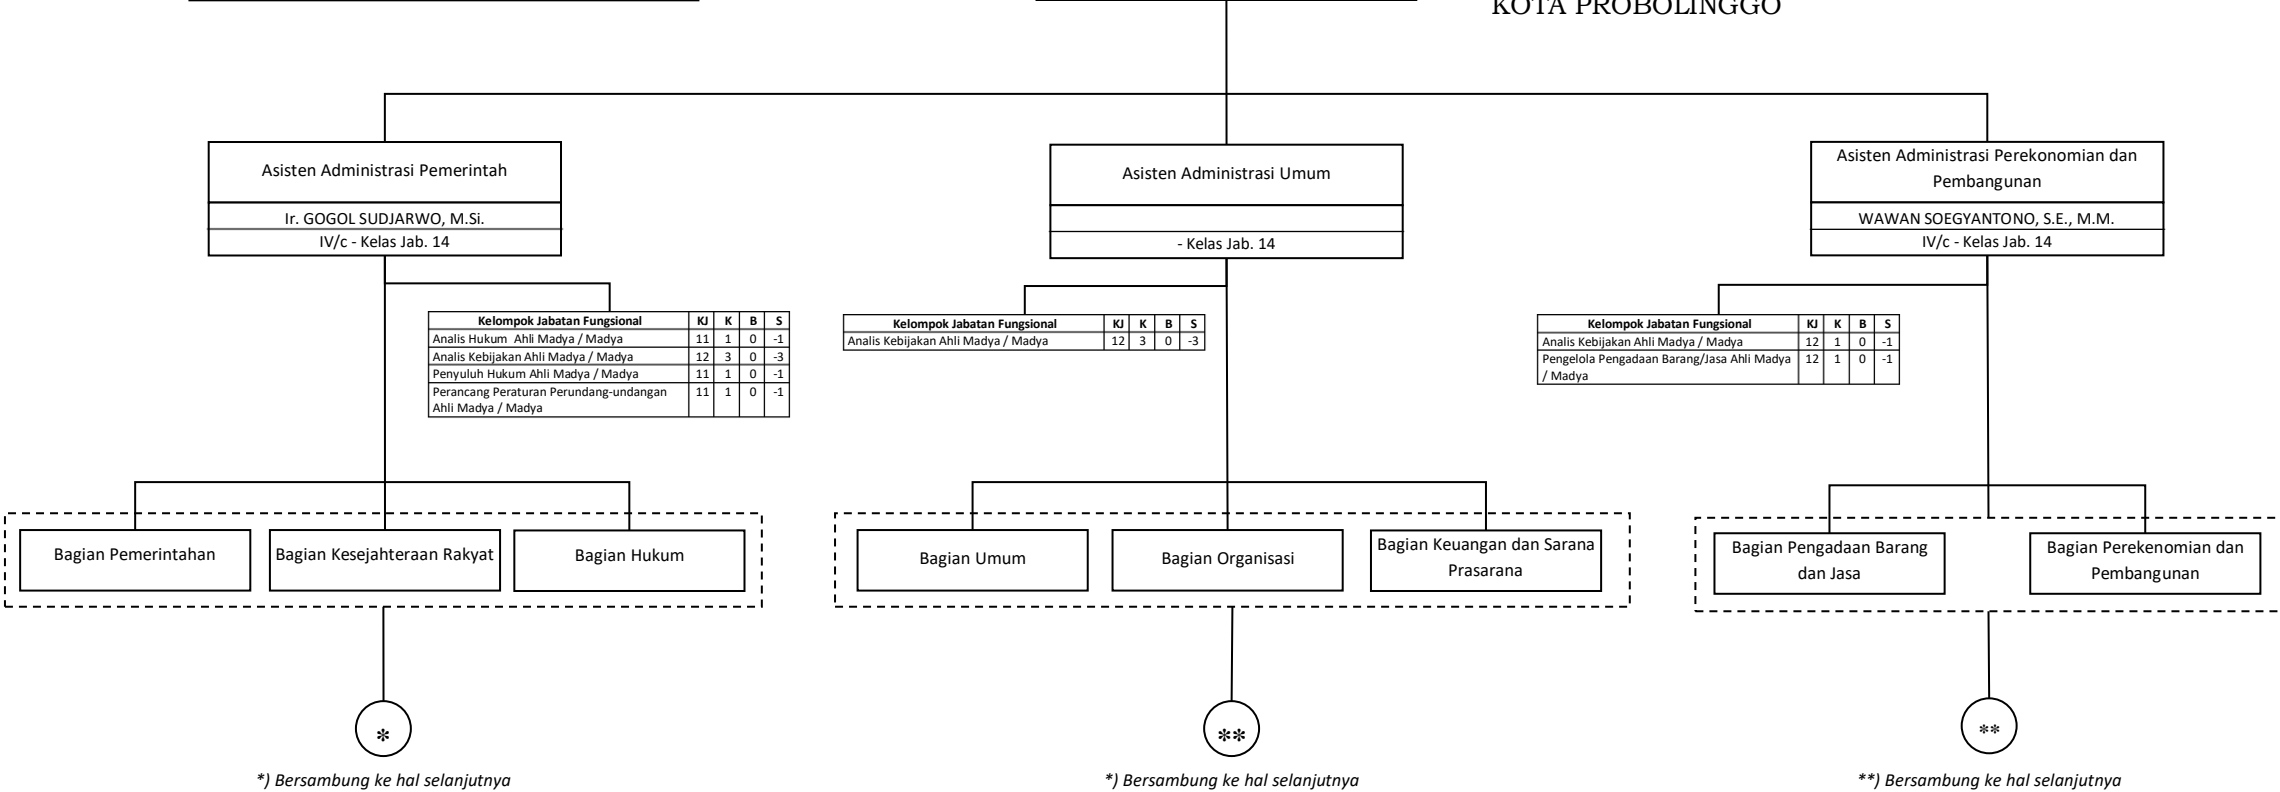 KOTA PROBOLINGGO
Asisten Administrasi Pemerintah
Ir. GOGOL SUDJARWO, M.Si.
IV/c - Kelas Jab. 14
Asisten Administrasi Umum
- Kelas Jab. 14
Asisten Administrasi Perekonomian dan
Pembangunan
WAWAN SOEGYANTONO, S.E., M.M.
IV/c - Kelas Jab. 14
Kelompok Jabatan Fungsional KJ K B S
Analis Hukum Ahli Madya / Madya 11 1 0 -1
Analis Kebijakan Ahli Madya / Madya 12 3 0 -3
Penyuluh Hukum Ahli Madya / Madya 11 1 0 -1
Perancang Peraturan Perundang-undangan 11 1 0 -1
Ahli Madya / Madya
Kelompok Jabatan Fungsional KJ K B S
Analis Kebijakan Ahli Madya / Madya 12 3 0 -3
Kelompok Jabatan Fungsional KJ K B S
Analis Kebijakan Ahli Madya / Madya 12 1 0 -1
Pengelola Pengadaan Barang/Jasa Ahli Madya 12 1 0 -1
/ Madya
Bagian Pemerintahan
Bagian Kesejahteraan Rakyat
Bagian Hukum
Bagian Umum
Bagian Organisasi
Bagian Keuangan dan Sarana
Prasarana
Bagian Pengadaan Barang
dan Jasa
Bagian Perekenomian dan
Pembangunan
*
**
**
*) Bersambung ke hal selanjutnya
*) Bersambung ke hal selanjutnya
**) Bersambung ke hal selanjutnya